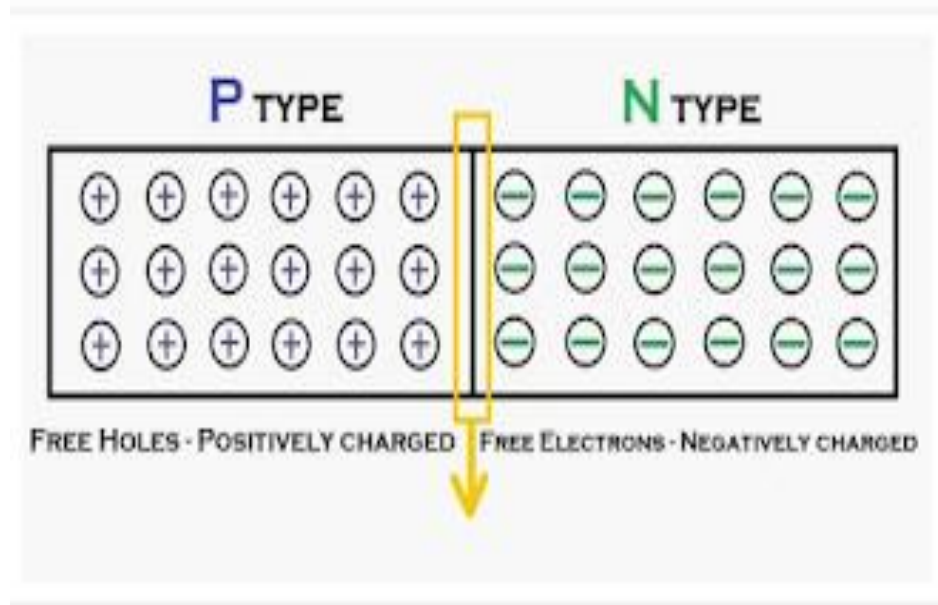 P TYPE
N TYPE
FREE HOLES - POSITIVELY CHARGED
FREE ELECTRONS - NEGATIVELY CHARGED